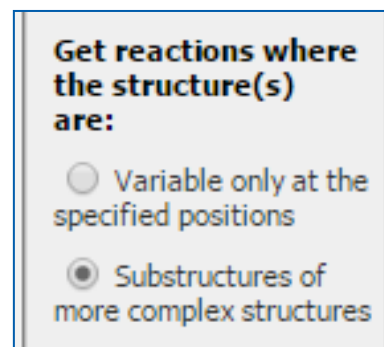 Get reactions where
the structure(s)
are:
Variable only at the
specified positions
Substructures of
more complex structures